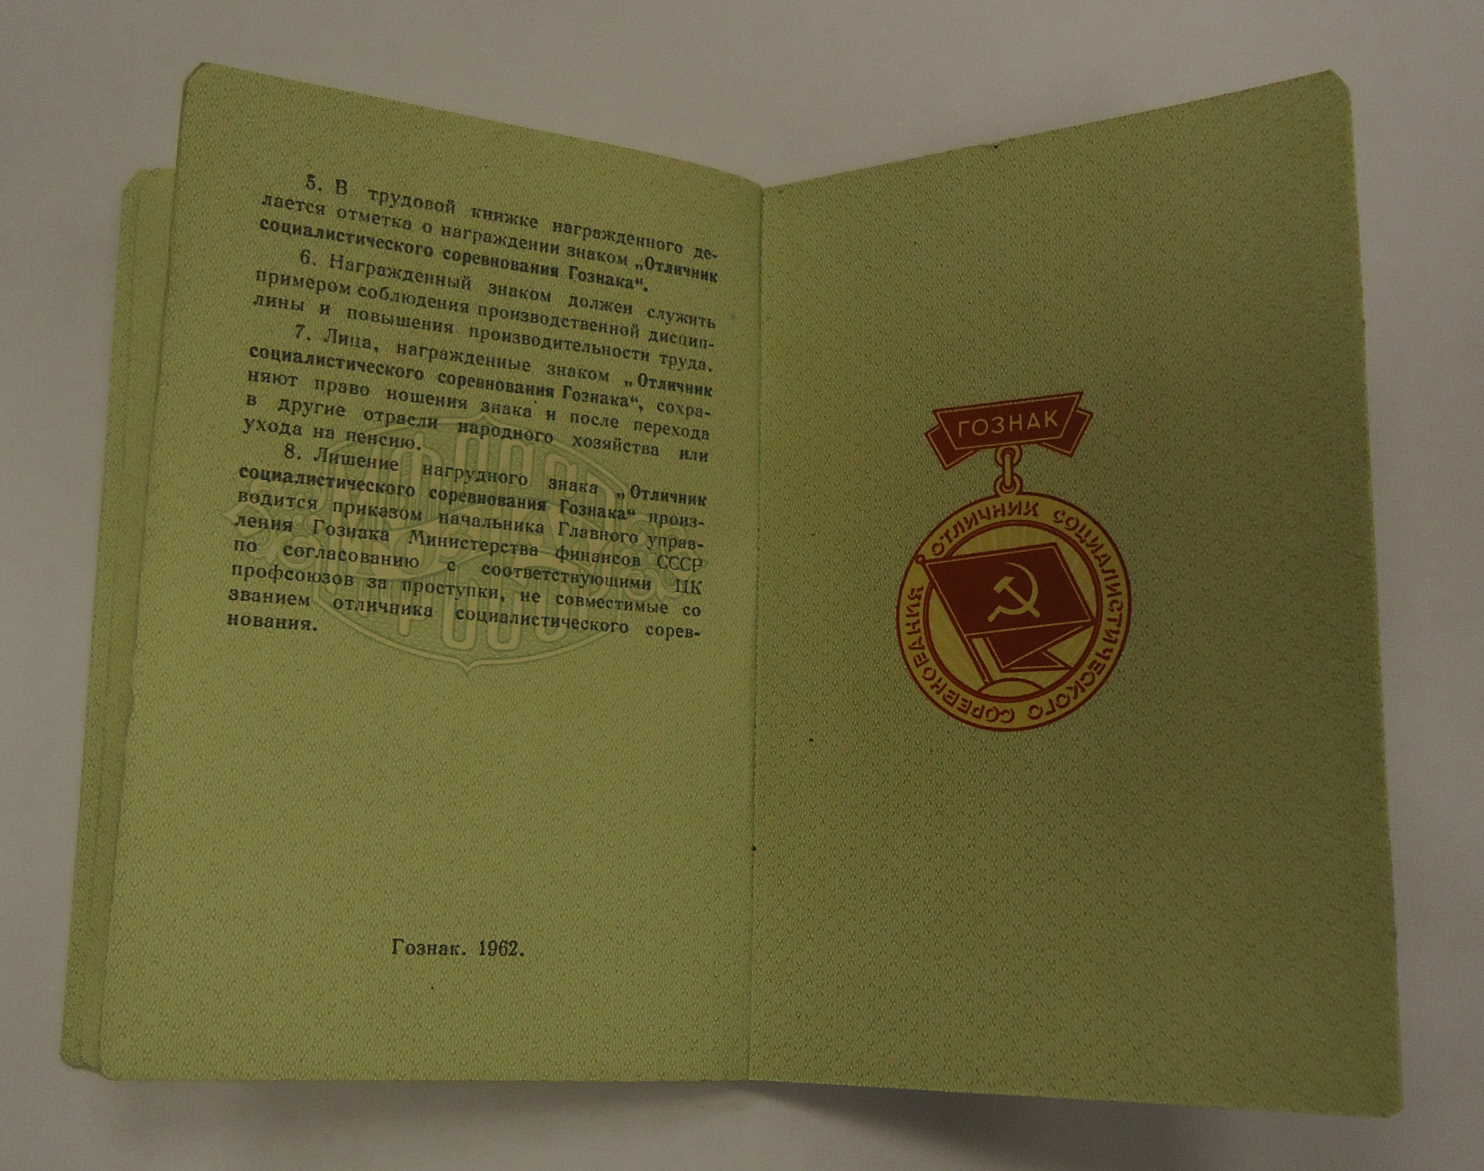 5. В трудовой книжке награжденного де-
лается отметка о награждении знаком „Отличник
социалистического соревнования Гознака“.
6. Награжденный знаком должен служить
примером соблюдения производственной дисцип-
лины и повышения производительности труда.
7. Лица, награжденные знаком „Отличник
социалистического соревнования Гознака“, сохра-
няют право ношения знака и после перехода
в другие отрасли народного хозяйства или
ухода на пенсию.
8. Лишение нагрудного знака „Отличник
социалистического соревнования Гознака“ произ-
водится приказом начальника Главного управ-
ления Гознака Министерства финансов СССР
по согласованию с соответствующими ЦК
профсоюзов за проступки, не совместимые со
званием отличника социалистического сорев-
нования.
Гознак. 1962.
ГОЗНАК
ОТЛИЧНИК СОЦИАЛИСТИЧЕСКОГО СОРЕВНОВАНИЯ